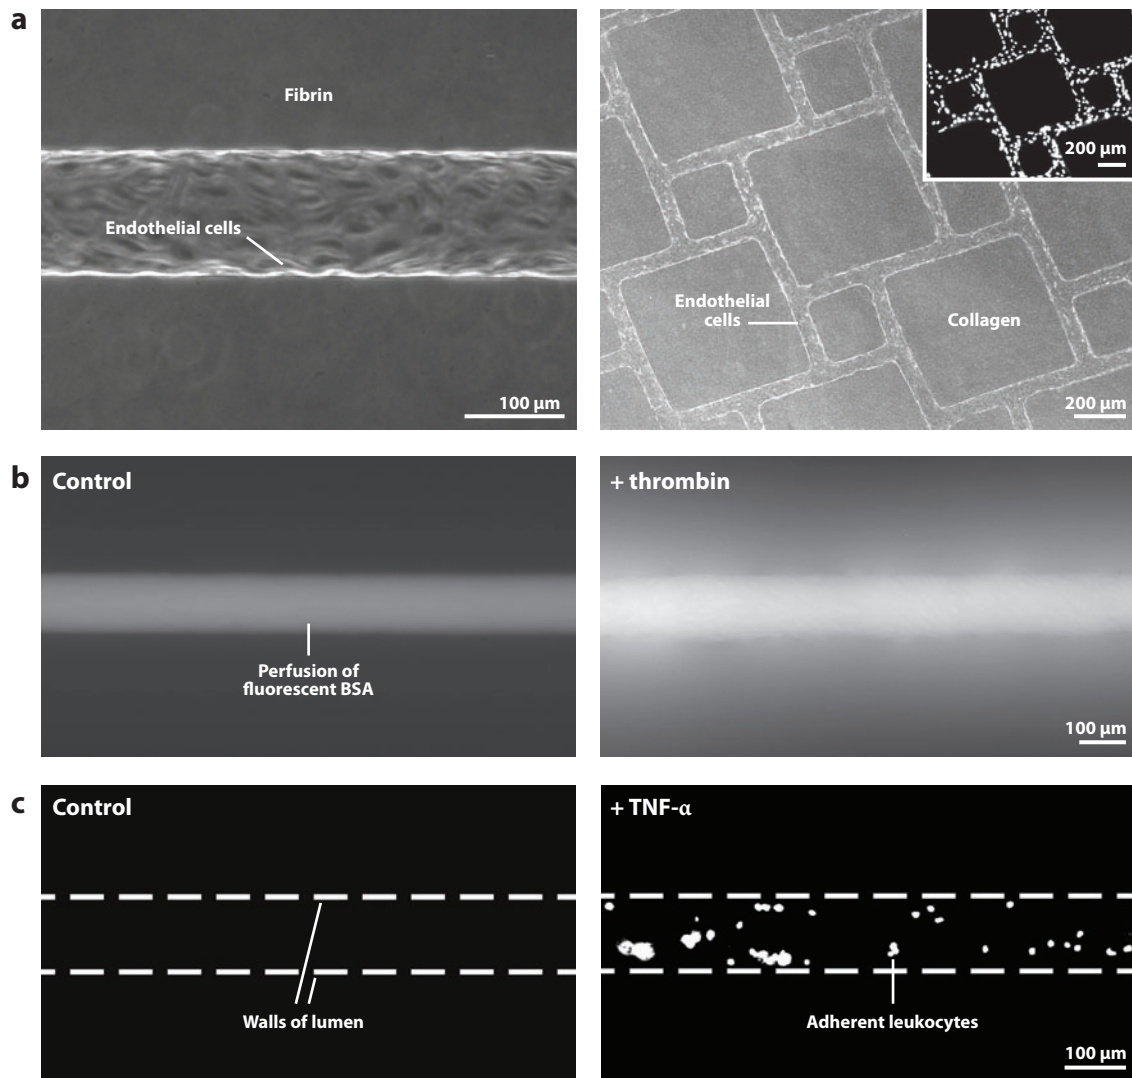 a
Fibrin
Endothelial cells
100 µm
200 µm
Endothelial
cells
Collagen
200 µm
b
Control
Perfusion of
fluorescent BSA
+ thrombin
100 µm
c
Control
Walls of lumen
+ TNF-α
Adherent leukocytes
100 µm